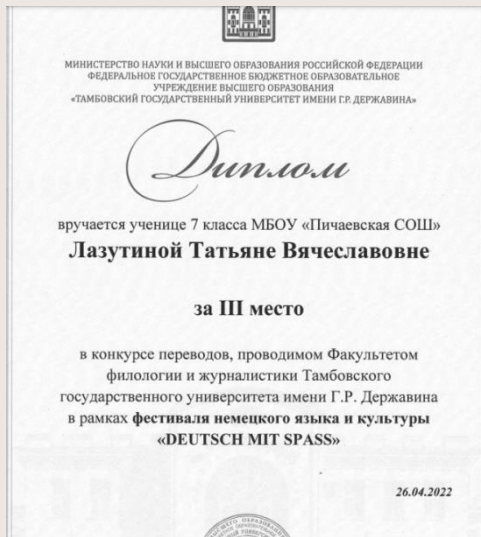 МИНИСТЕРСТВО НАУКИ И ВЫСШЕГО ОБРАЗОВАНИЯ РОССИЙСКОЙ ФЕДЕРАЦИИ
ФЕДЕРАЛЬНОЕ ГОСУДАРСТВЕННОЕ БЮДЖЕТНОЕ ОБРАЗОВАТЕЛЬНОЕ
УЧРЕЖДЕНИЕ ВЫСШЕГО ОБРАЗОВАНИЯ
«ТАМБОВСКИЙ ГОСУДАРСТВЕННЫЙ УНИВЕРСИТЕТ ИМЕНИ Г.Р. ДЕРЖАВИНА»
Диплом
вручается ученице 7 класса МБОУ «Пичаевская СОШ»
Лазутиной Татьяне Вячеславовне
за III место
в конкурсе переводов, проводимом Факультетом
филологии и журналистики Тамбовского
государственного университета имени Г.Р. Державина
в рамках фестиваля немецкого языка и культуры
«DEUTSCH MIT SPASS»
26.04.2022